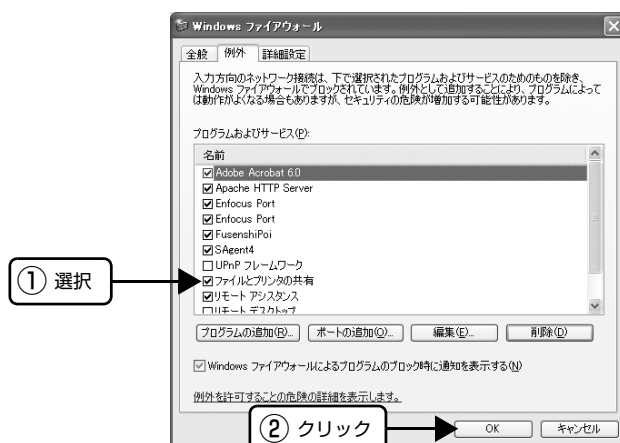 Windows ファイアウォール
全般 例外 詳細設定
入力方向のネットワーク接続は、下で選択されたプログラムおよびサービスのためのものを除き、
Windows ファイアウォールでブロックされています。例外として追加することにより、プログラムによって
は動作がよくなる場合もありますが、セキュリティの危険が増加する可能性があります。
プログラムおよびサービス(P):
名前
Adobe Acrobat 6.0
Apache HTTP Server
Enfocus Port
Enfocus Port
FusenshiPoi
SAgent4
UPnP フレームワーク
① 選択
ファイルとプリンタの共有
リモート アシスタンス
リモート デスクトップ
プログラムの追加(R)... ポートの追加(O)... 編集(E)... 削除(D)
Windows ファイアウォールによるプログラムのブロック時に通知を表示する(N)
例外を許可することの危険の詳細を表示します。
② クリック
OK キャンセル